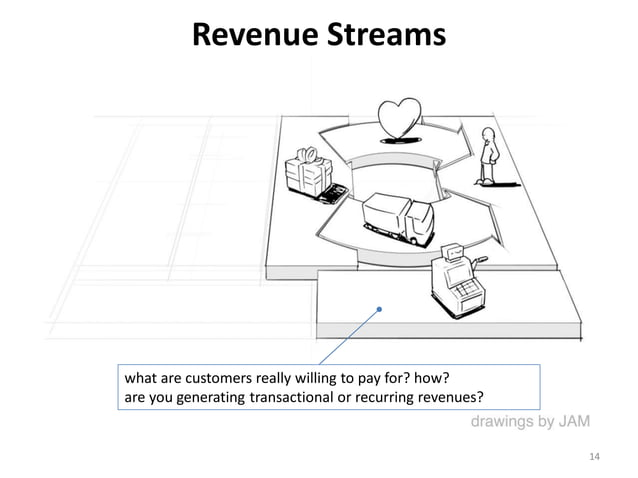 Revenue Streams
what are customers really willing to pay for? how?
are you generating transactional or recurring revenues?
drawings by JAM
14